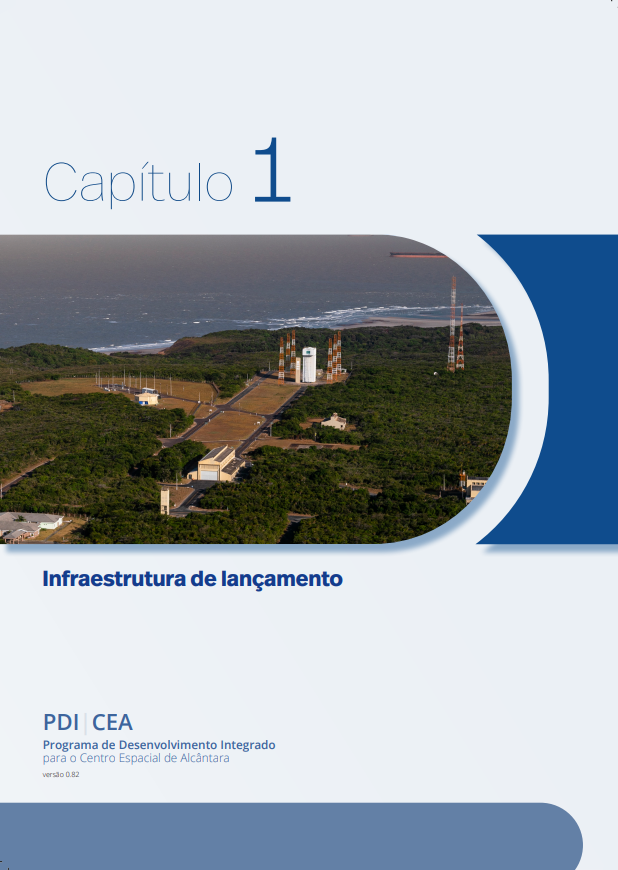 Capítulo 1
Infraestrutura de lançamento
PDI | CEA
Programa de Desenvolvimento Integrado
para o Centro Espacial de Alcântara
versão 0.82